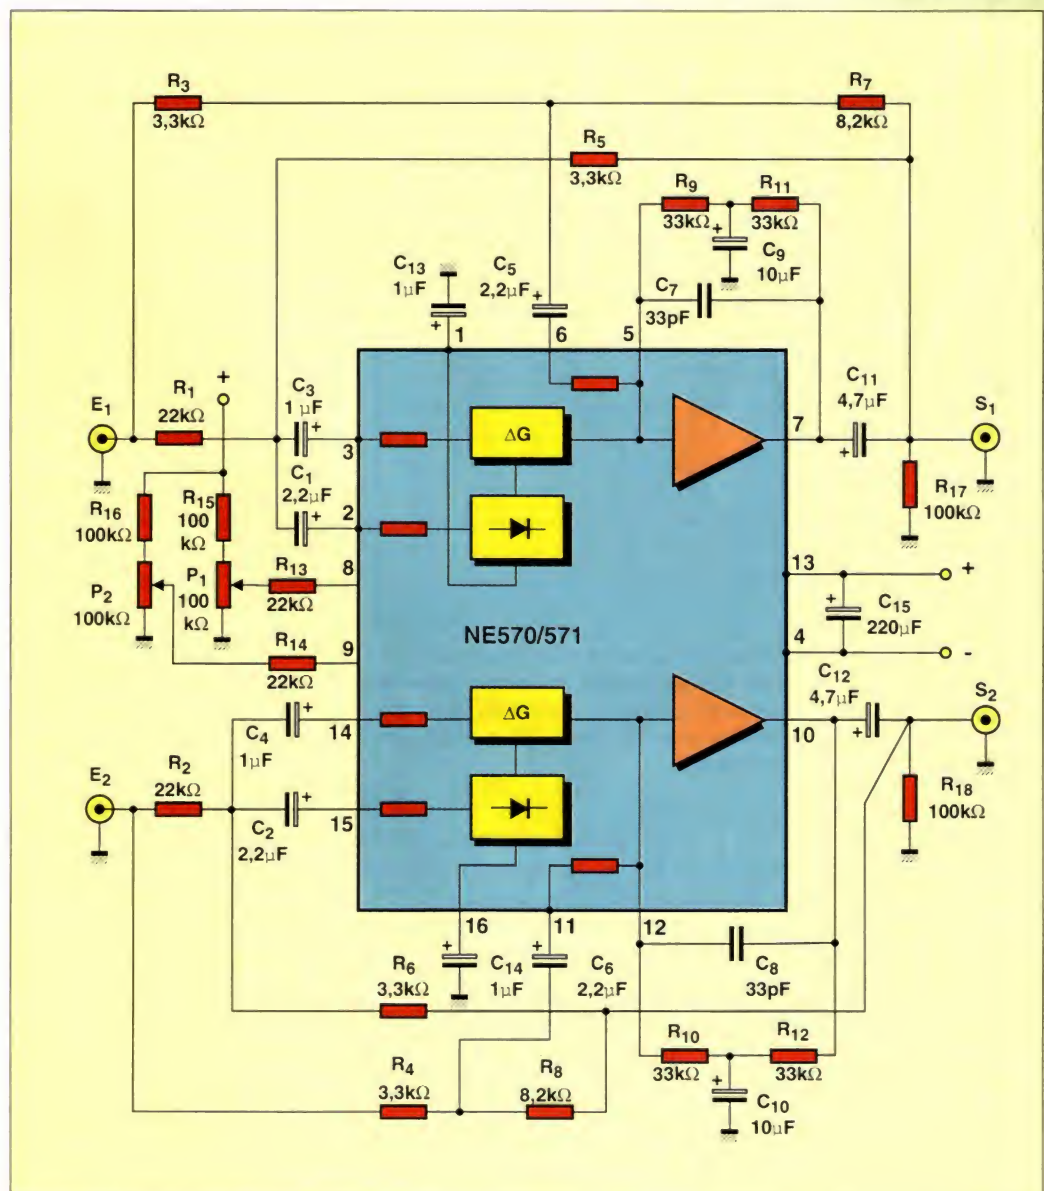 R3
3,3kΩ
R7
8,2kΩ
R5
3,3kΩ
R9
33kΩ
R11
33kΩ
+
C9
10µF
C13
1µF
+
1
C5
2,2µF
+
6
5
C7
33pF
E1
R1
22kΩ
+
C3
1 µF
+
3
C1
2,2µF
+
2
ΔG
7
C11
4,7µF
+
S1
R17
100kΩ
R16
100kΩ
R15
100
kΩ
P2
100kΩ
P1
100
kΩ
R13
22kΩ
8
R14
22kΩ
9
NE570/571
13
+
+
C15
220µF
4
-
C12
4,7µF
+
S2
10
R18
100kΩ
ΔG
C4
1µF
+
14
E2
R2
22kΩ
C2
2,2µF
+
15
16
+
C14
1µF
11
+
C6
2,2µF
12
C8
33pF
R6
3,3kΩ
R4
3,3kΩ
R8
8,2kΩ
R10
33kΩ
R12
33kΩ
+
C10
10µF